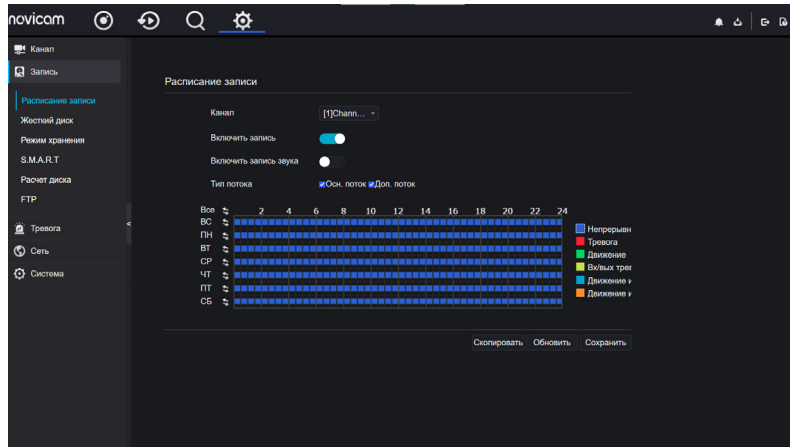 novicam
Канал
Запись
Расписание записи
Жесткий диск
Режим хранения
S.M.A.R.T
Расчет диска
FTP
Тревога
Сеть
Система
Расписание записи
Канал [1]Chann...
Включить запись
Включить запись звука
Тип потока Осн. поток Доп. поток
Все 2 4 6 8 10 12 14 16 18 20 22 24
ВС
ПН
ВТ
СР
ЧТ
ПТ
СБ
Непрерывн
Тревога
Движение
Вх/вых трев
Движение и
Движение и
Скопировать Обновить Сохранить